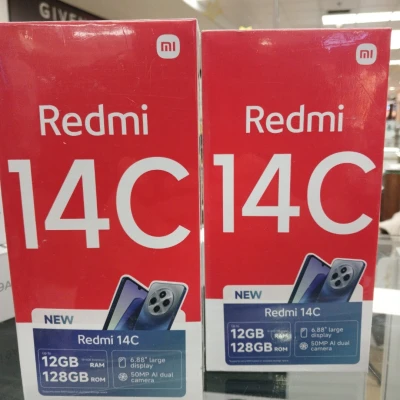 GIVE
mi
Redmi
14C
NEW
Redmi 14C
12GB RAM
128GB ROM
6.88" large
display
50MP AI dual
camera
mi
Redmi
14C
NEW
Redmi 14C
12GB RAM
128GB ROM
6.88" large
display
50MP AI dual
camera